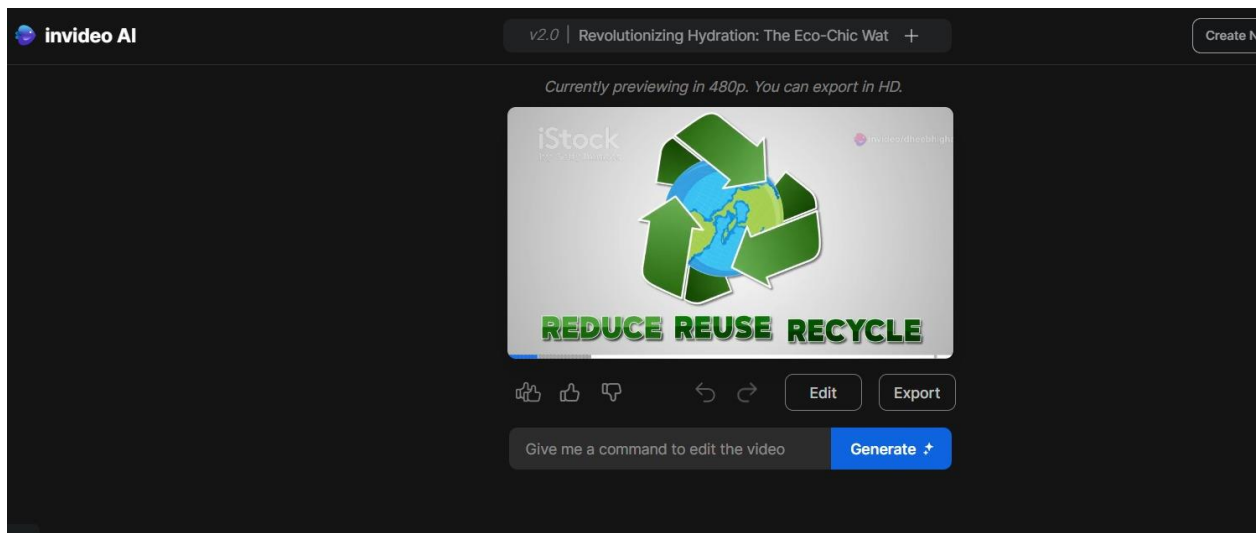 invideo AI
v2.0 | Revolutionizing Hydration: The Eco-Chic Wat +
Create N
Currently previewing in 480p. You can export in HD.
iStock
REDUCE REUSE RECYCLE
Edit
Export
Give me a command to edit the video
Generate